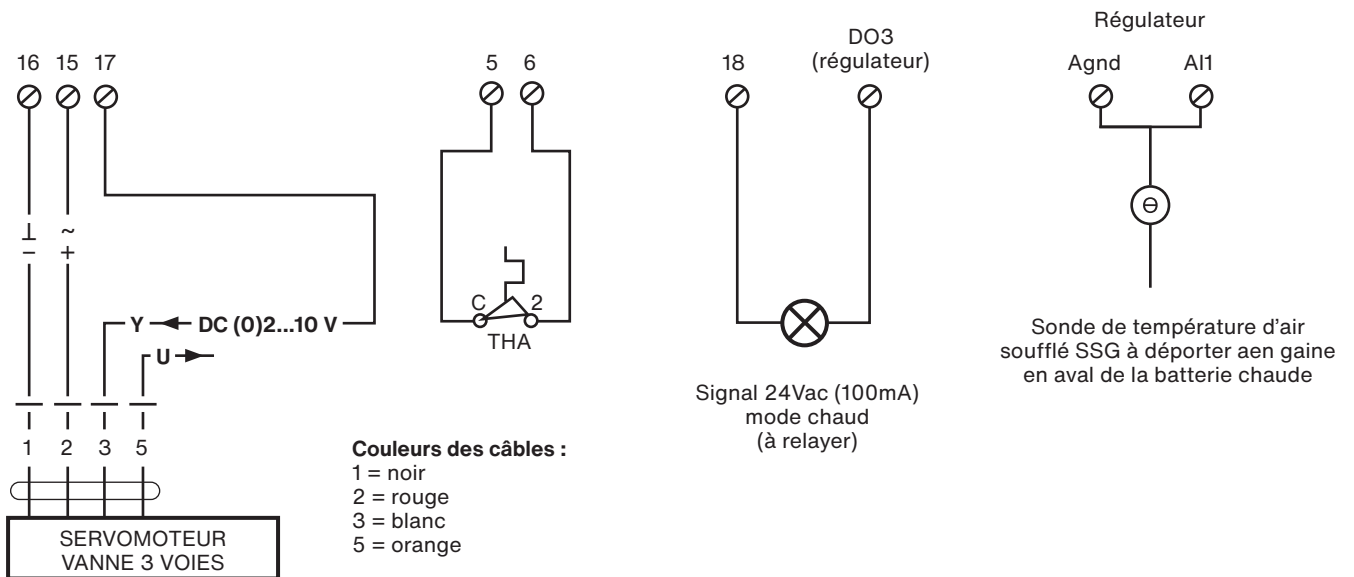 16 15 17
⊥ ~
– +
Y DC (0)2...10 V
U
1 2 3 5
SERVOMOTEUR
VANNE 3 VOIES
5 6
C 2
THA
Couleurs des câbles :
1 = noir
2 = rouge
3 = blanc
5 = orange
18
DO3
(régulateur)
Signal 24Vac (100mA)
mode chaud
(à relayer)
Régulateur
Agnd AI1
Θ
Sonde de température d'air
soufflé SSG à déporter aen gaine
en aval de la batterie chaude